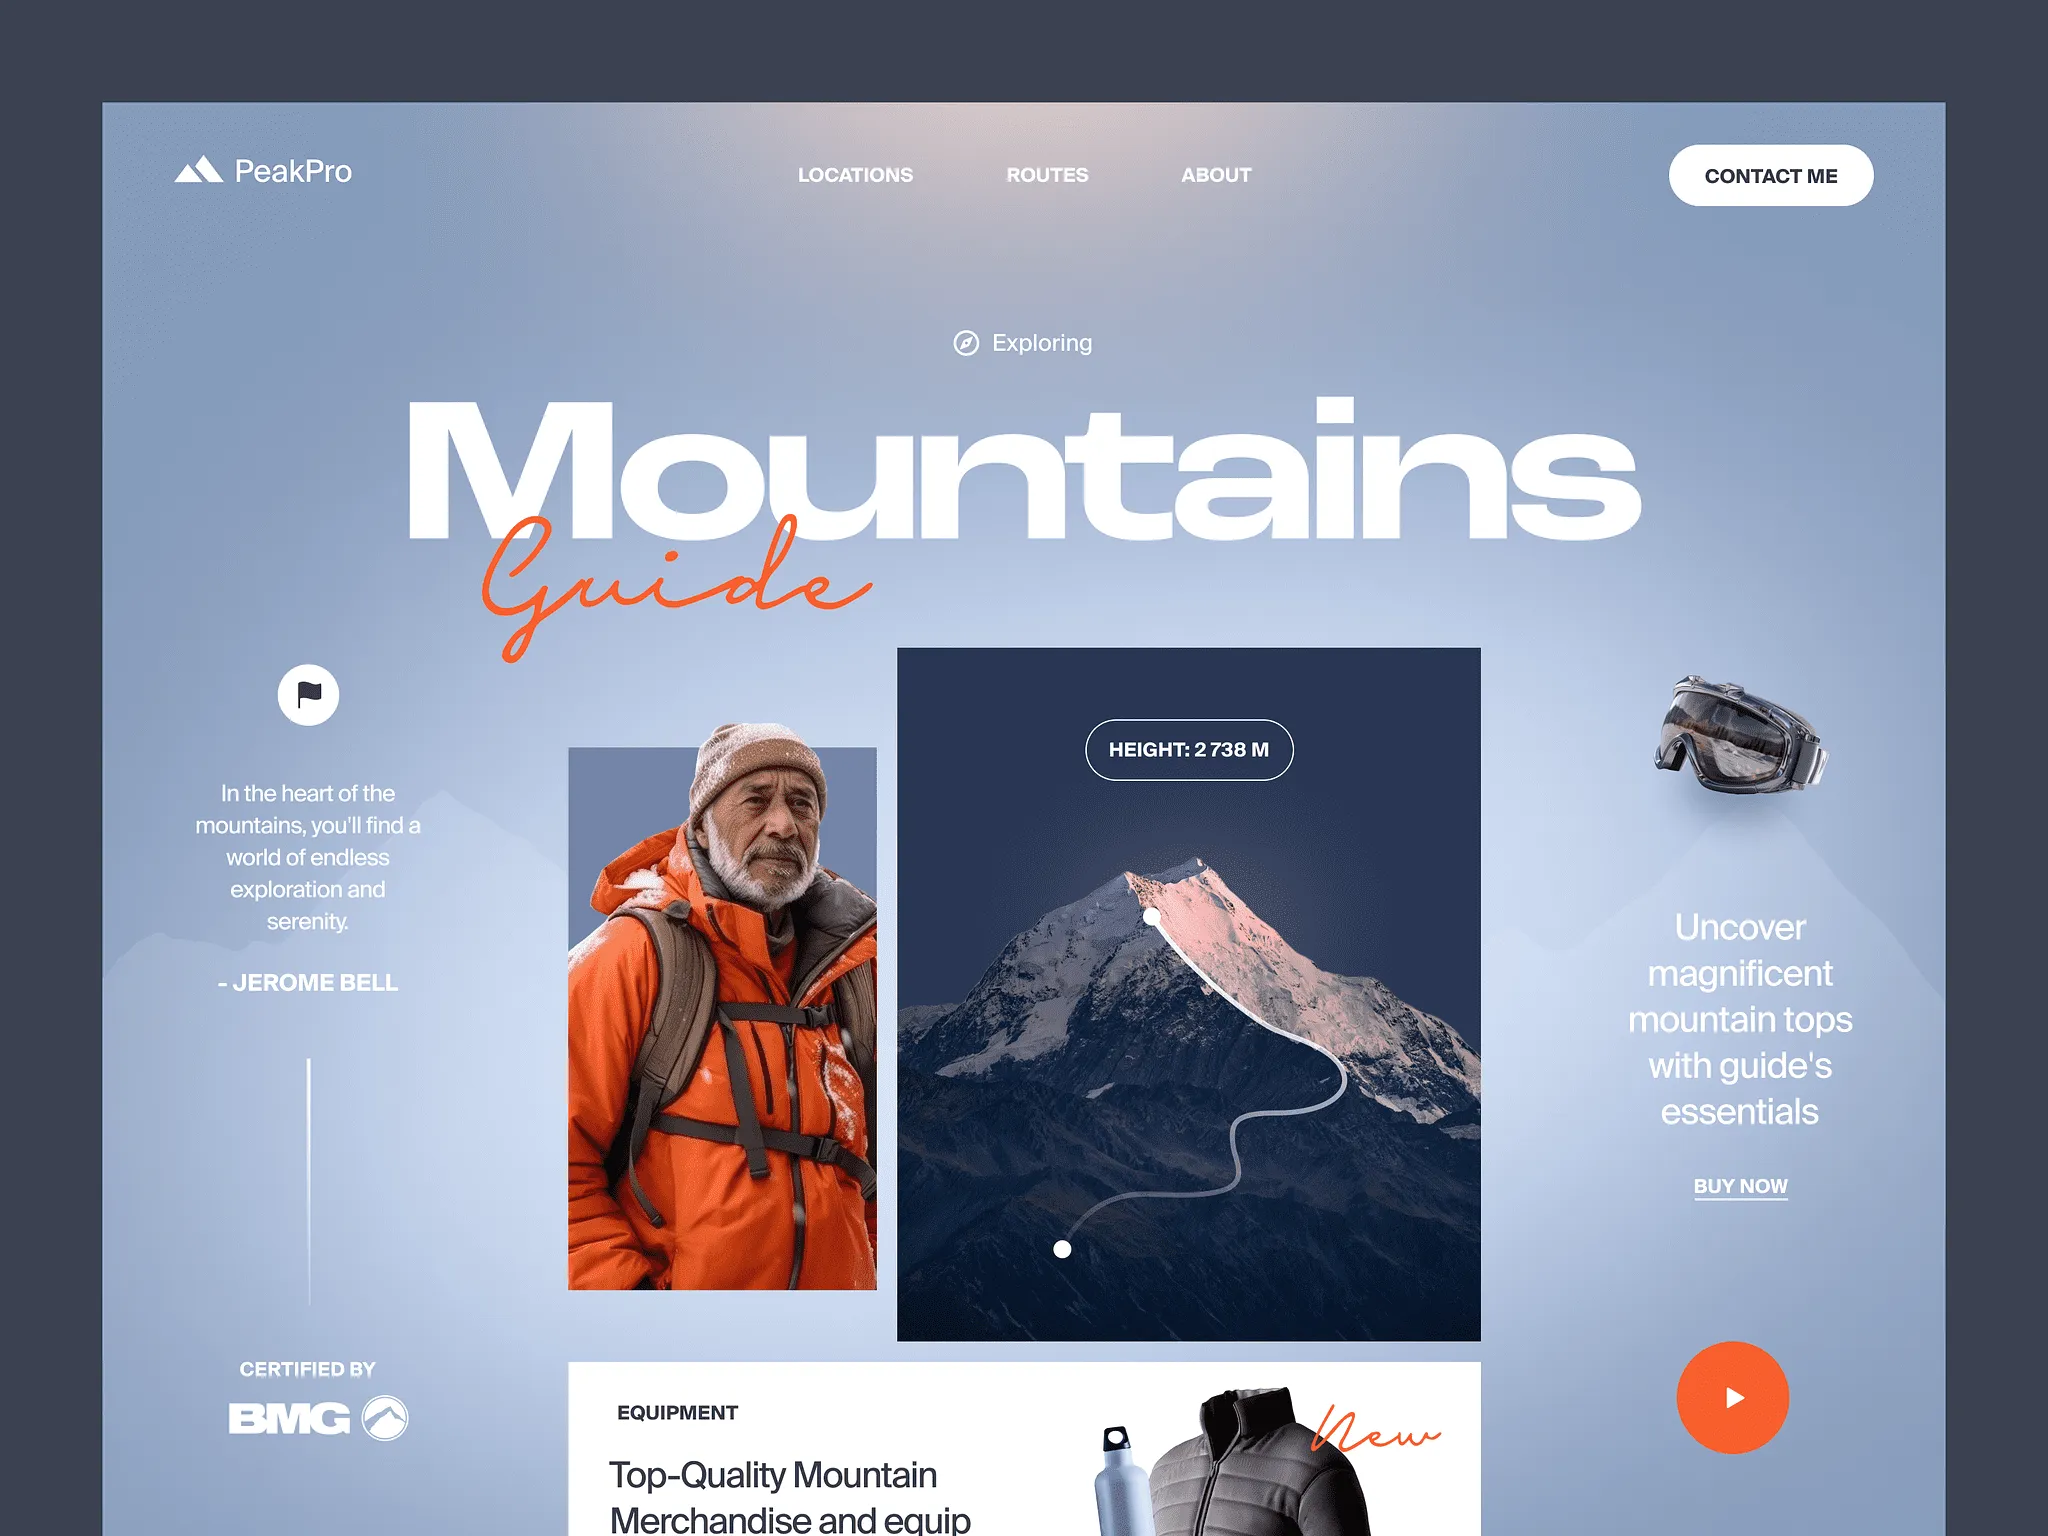 PeakPro
LOCATIONS
ROUTES
ABOUT
CONTACT ME
Exploring
Mountains
Guide
In the heart of the
mountains, you'll find a
world of endless
exploration and
serenity.
- JEROME BELL
CERTIFIED BY
BMG
HEIGHT: 2 738 M
Uncover
magnificent
mountain tops
with guide's
essentials
BUY NOW
EQUIPMENT
Top-Quality Mountain
Merchandise and equip
New